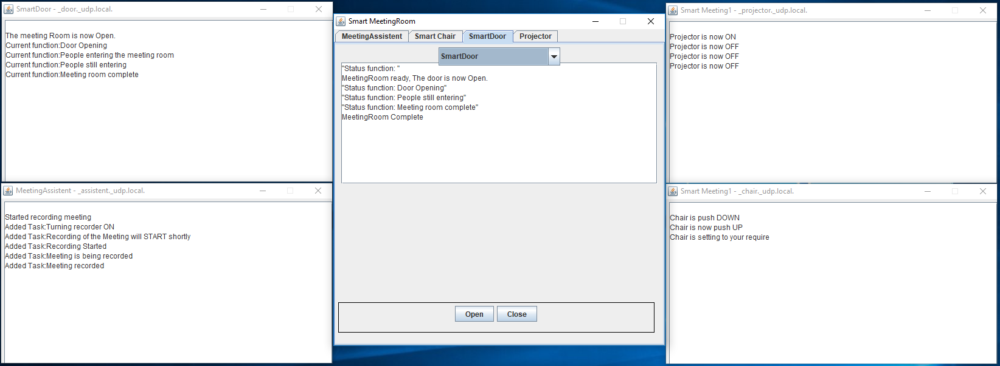 SmartDoor - _door._udp.local.
The meeting Room is now Open.
Current function:Door Opening
Current function:People entering the meeting room
Current function:People still entering
Current function:Meeting room complete
MeetingAssistent - _assistent._udp.local.
Started recording meeting
Added Task:Turning recorder ON
Added Task:Recording of the Meeting will START shortly
Added Task:Recording Started
Added Task:Meeting is being recorded
Added Task:Meeting recorded
Smart MeetingRoom
MeetingAssistent Smart Chair SmartDoor Projector
SmartDoor
"Status function: "
MeetingRoom ready, The door is now Open.
"Status function: Door Opening"
"Status function: People still entering"
"Status function: Meeting room complete"
MeetingRoom Complete
Open Close
Smart Meeting1 - _projector._udp.local.
Projector is now ON
Projector is now OFF
Projector is now OFF
Projector is now OFF
Smart Meeting1 - _chair._udp.local.
Chair is push DOWN
Chair is now push UP
Chair is setting to your require